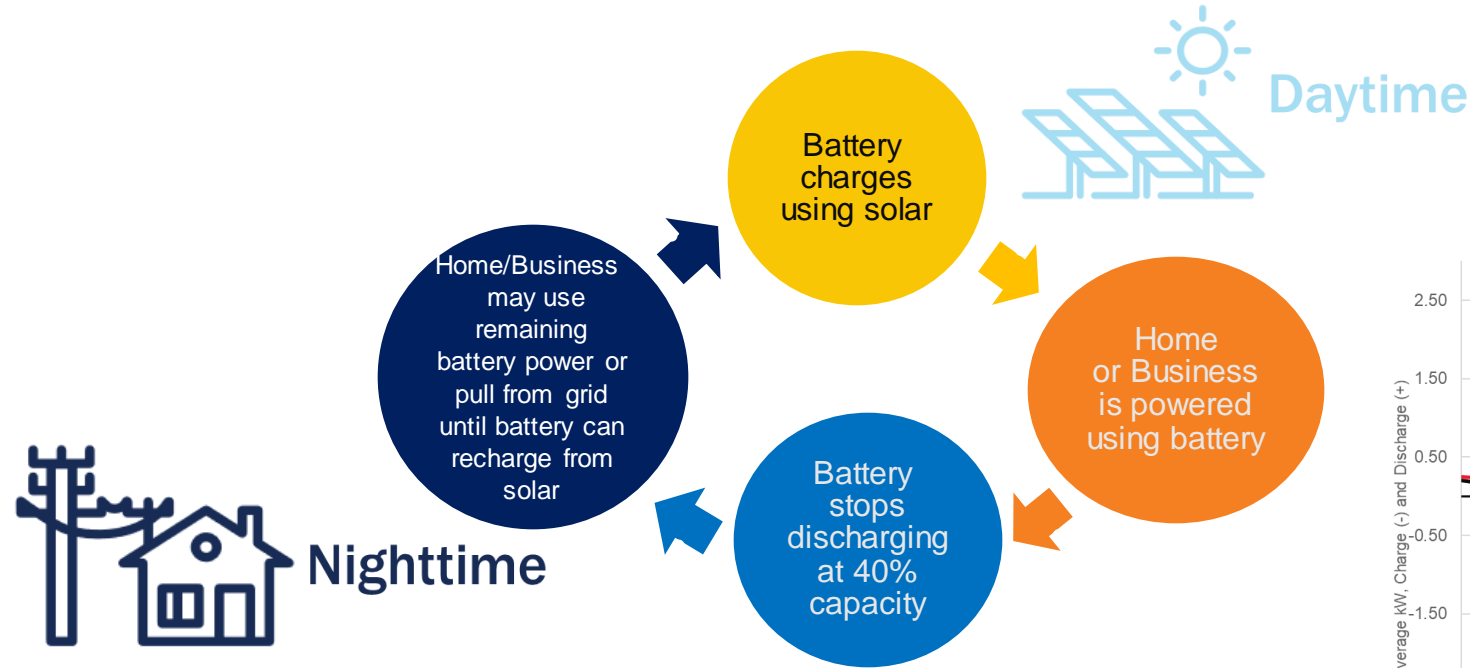 Daytime
Battery
charges
using solar
Home
or Business
is powered
using battery
Battery
stops
discharging
at 40%
capacity
Home/Business
may use
remaining
battery power or
pull from grid
until battery can
recharge from
solar
Nighttime
2.50
1.50
0.50
-0.50
-1.50
kW, Charge (-) and Discharge (+)